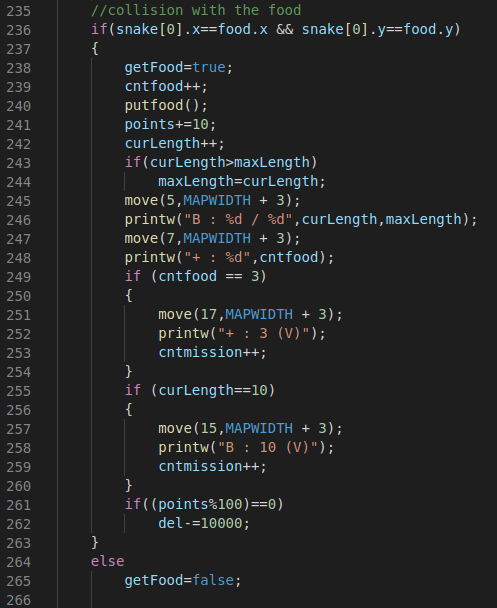 235 //collision with the food
236 if(snake[0].x==food.x && snake[0].y==food.y)
237 {
238 getFood=true;
239 cntfood++;
240 putfood();
241 points+=10;
242 curLength++;
243 if(curLength>maxLength)
244 maxLength=curLength;
245 move(5,MAPWIDTH + 3);
246 printw("B : %d / %d",curLength,maxLength);
247 move(7,MAPWIDTH + 3);
248 printw("+ : %d",cntfood);
249 if (cntfood == 3)
250 {
251 move(17,MAPWIDTH + 3);
252 printw("+ : 3 (V)");
253 cntmission++;
254 }
255 if (curLength==10)
256 {
257 move(15,MAPWIDTH + 3);
258 printw("B : 10 (V)");
259 cntmission++;
260 }
261 if((points%100)==0)
262 del-=10000;
263 }
264 else
265 getFood=false;
266